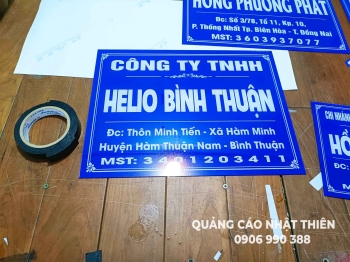 HỒNG PHƯƠNG PHÁT
Đc: Số 3/7B, Tổ 11, Kp. 10,
P. Thống Nhất Tp. Biên Hòa - T. Đồng Nai
MST: 3603937077
CÔNG TY TNHH
HELIO BÌNH THUẬN
Đc: Thôn Minh Tiến - Xã Hàm Minh
Huyện Hàm Thuận Nam - Bình Thuận
MST: 3401203411
CHI NHÁNH
QUẢNG CÁO NHẬT THIÊN
0906 990 388